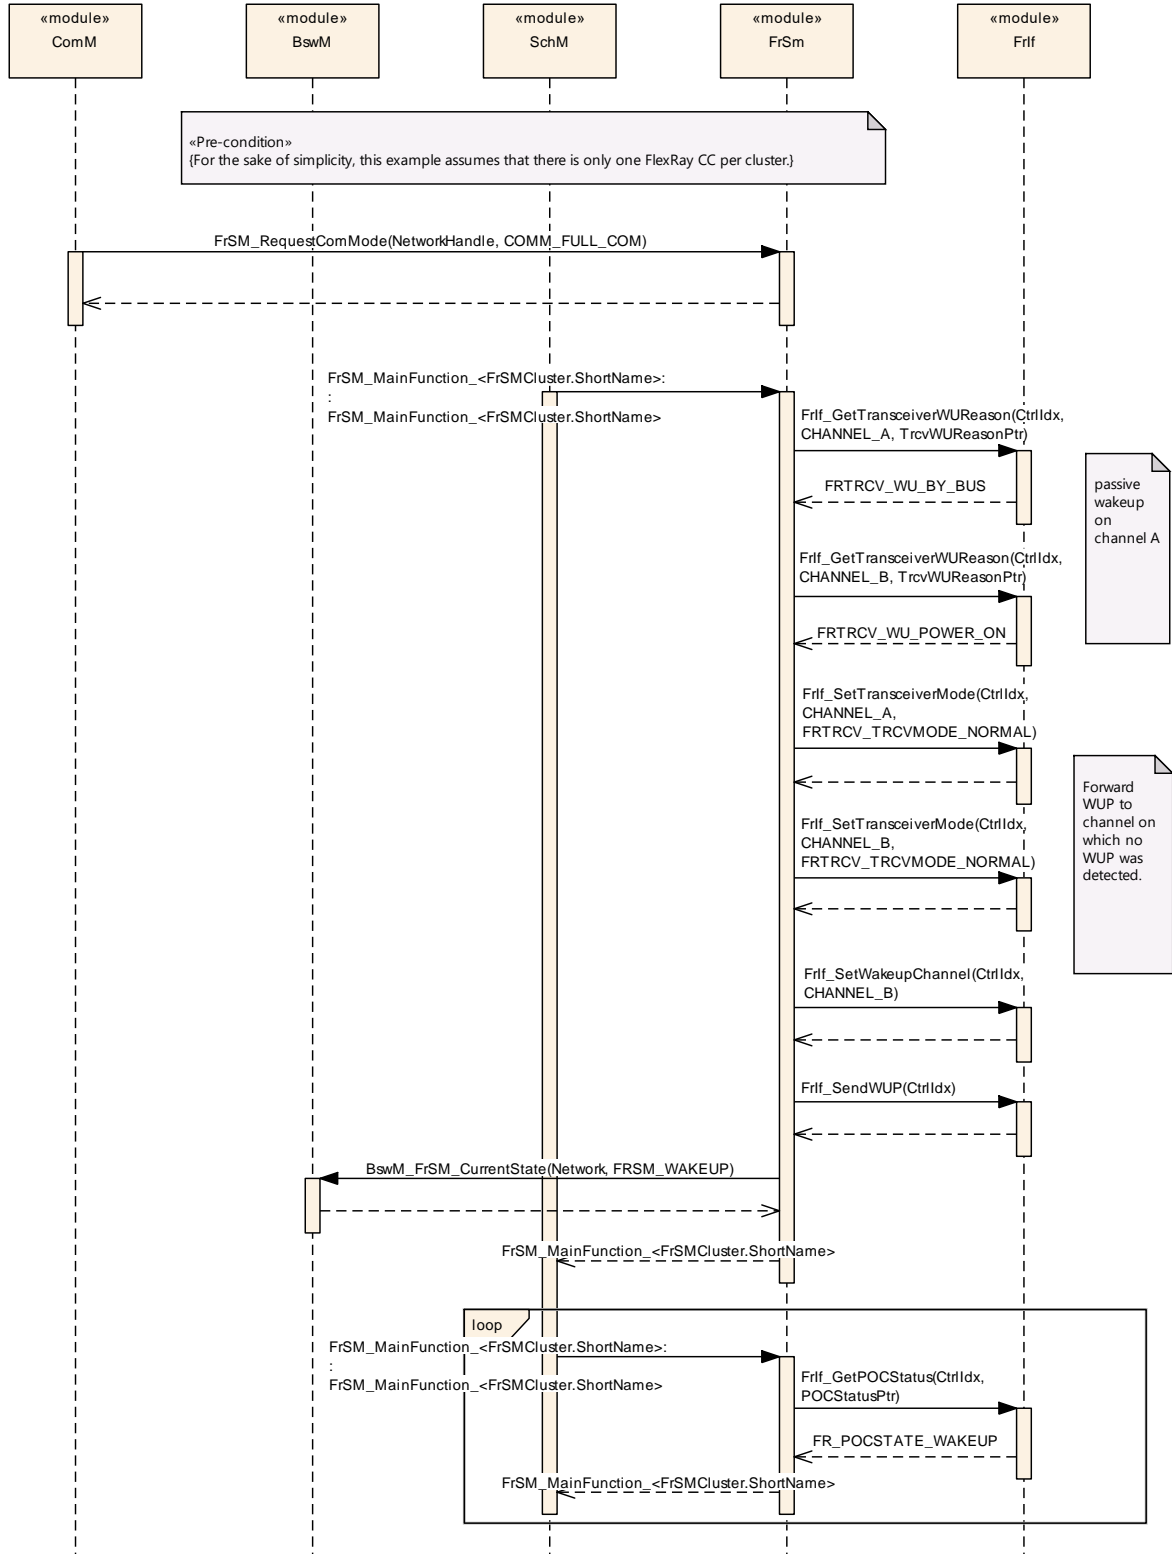 «module»
ComM
«module»
BswM
«module»
SchM
«module»
FrSm
«module»
FrIf
«Pre-condition»
{For the sake of simplicity, this example assumes that there is only one FlexRay CC per cluster.}
FrSM_RequestComMode(NetworkHandle, COMM_FULL_COM)
FrSM_MainFunction_<FrSMCluster.ShortName>:
:
FrSM_MainFunction_<FrSMCluster.ShortName>
FrIf_GetTransceiverWUReason(CtrlIdx,
CHANNEL_A, TrcvWUReasonPtr)
FRTRCV_WU_BY_BUS
passive
wakeup
on
channel A
FrIf_GetTransceiverWUReason(CtrlIdx,
CHANNEL_B, TrcvWUReasonPtr)
FRTRCV_WU_POWER_ON
FrIf_SetTransceiverMode(CtrlIdx,
CHANNEL_A,
FRTRCV_TRCVMODE_NORMAL)
Forward
WUP to
channel on
which no
WUP was
detected.
FrIf_SetTransceiverMode(CtrlIdx,
CHANNEL_B,
FRTRCV_TRCVMODE_NORMAL)
FrIf_SetWakeupChannel(CtrlIdx,
CHANNEL_B)
FrIf_SendWUP(CtrlIdx)
BswM_FrSM_CurrentState(Network, FRSM_WAKEUP)
FrSM_MainFunction_<FrSMCluster.ShortName>
loop
FrSM_MainFunction_<FrSMCluster.ShortName>:
:
FrSM_MainFunction_<FrSMCluster.ShortName>
FrIf_GetPOCStatus(CtrlIdx,
POCStatusPtr)
FR_POCSTATE_WAKEUP
FrSM_MainFunction_<FrSMCluster.ShortName>